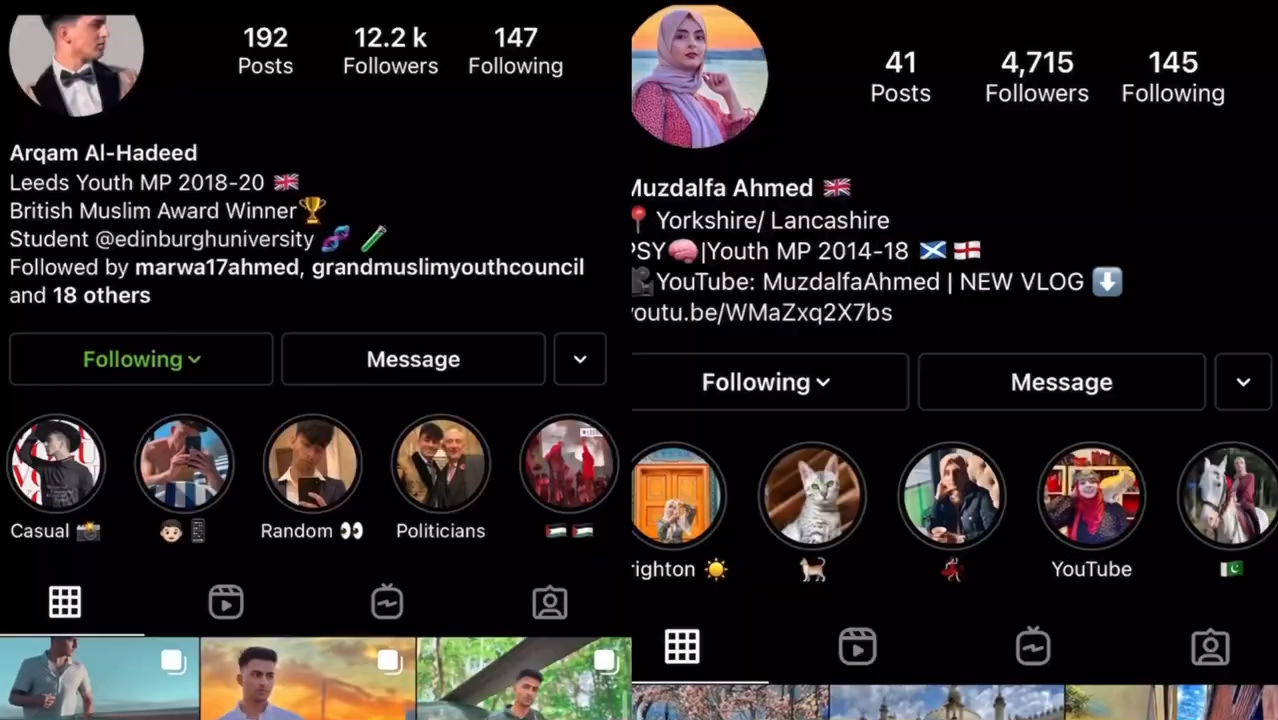 192 12.2 k 147
Posts Followers Following
Arqam Al-Hadeed
Leeds Youth MP 2018-20 🇬🇧
British Muslim Award Winner🏆
Student @edinburghuniversity 🧬 🧪
Followed by marwa17ahmed, grandmuslimyouthcouncil
and 18 others
Following Message
Casual 📸 👨🏻📱 Random 👀 Politicians 🇵🇸 🇵🇸
41 4,715 145
Posts Followers Following
Muzdalfa Ahmed 🇬🇧
📍 Yorkshire/ Lancashire
PSY🧠|Youth MP 2014-18 🏴󠁧󠁢󠁳󠁣󠁴󠁿 🏴󠁧󠁢󠁥󠁮󠁧󠁿
🎥YouTube: MuzdalfaAhmed | NEW VLOG ⬇️
youtu.be/WMaZxq2X7bs
Following Message
righton ☀️ 🐈 💃 YouTube 🇵🇰